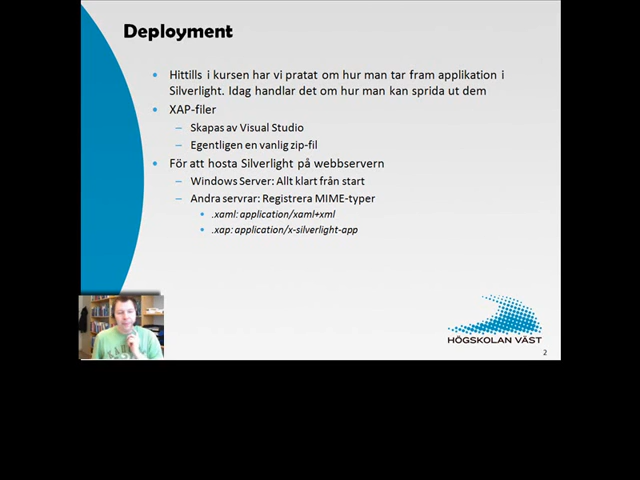 Deployment
Hittills i kursen har vi pratat om hur man tar fram applikation i
Silverlight. Idag handlar det om hur man kan sprida ut dem
XAP-filer
Skapas av Visual Studio
Egentligen en vanlig zip-fil
För att hosta Silverlight på webbservern
Windows Server: Allt klart från start
Andra servrar: Registrera MIME-typer
.xaml: application/xaml+xml
.xap: application/x-silverlight-app
HÖGSKOLAN VÄST
2